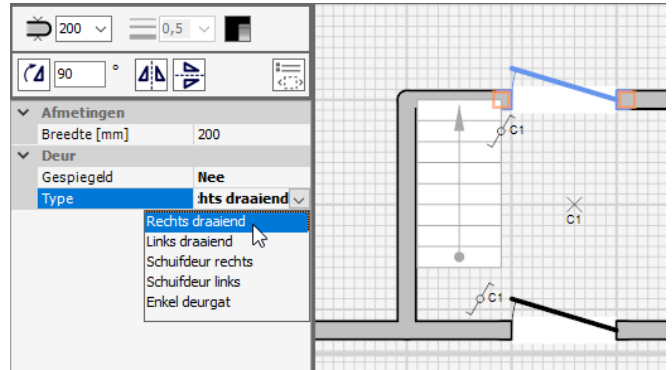 200
0,5
90 °
Afmetingen
Breedte [mm] 200
Deur
Gespiegeld Nee
Type hts draaiend
Rechts draaiend
Links draaiend
Schuifdeur rechts
Schuifdeur links
Enkel deurgat
C1
C1
C1